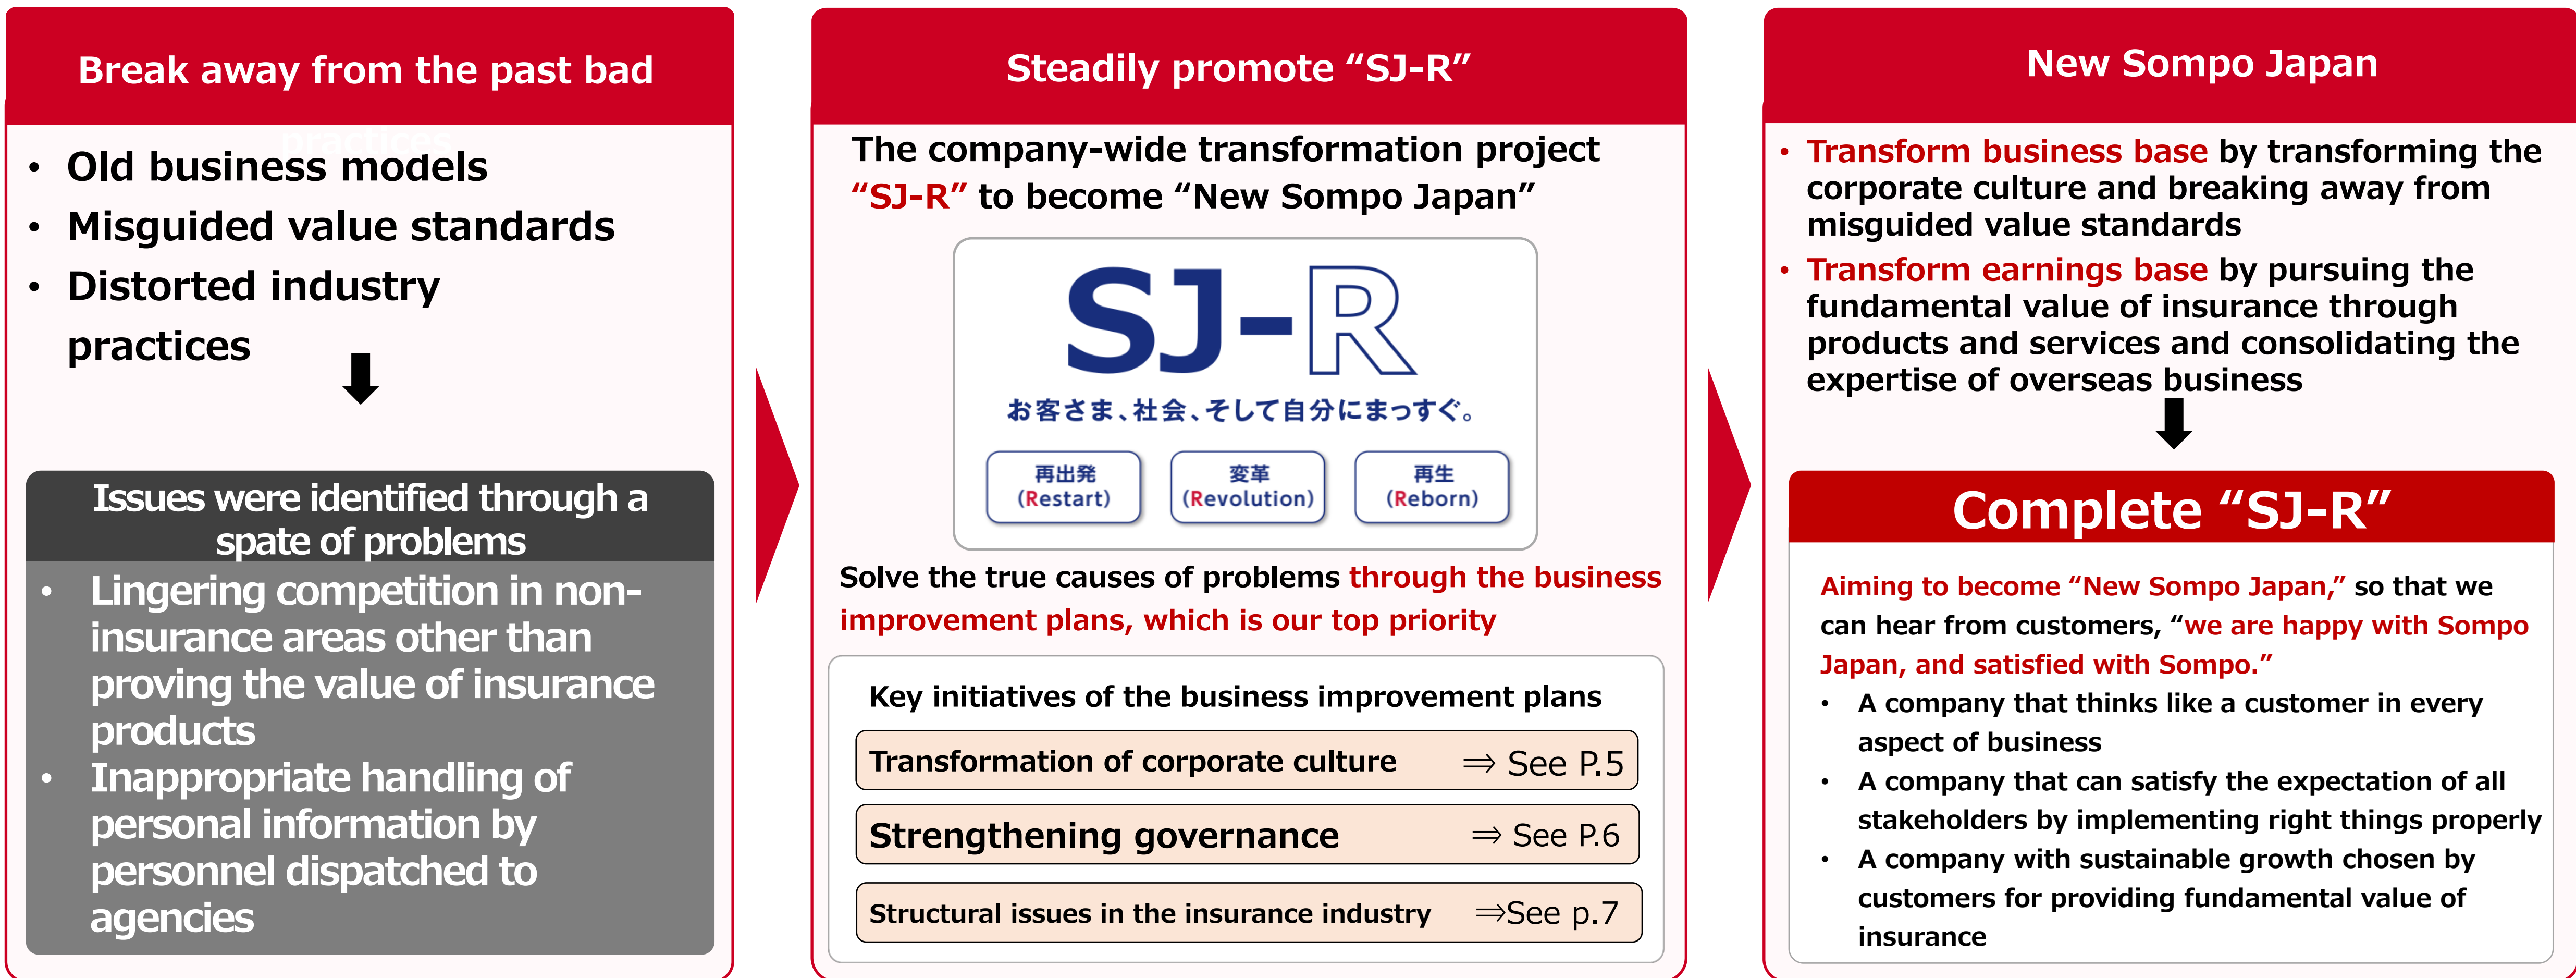 Break away from the past bad
practices
• Old business models
• Misguided value standards
• Distorted industry
practices
Issues were identified through a
spate of problems
• Lingering competition in non-
insurance areas other than
proving the value of insurance
products
• Inappropriate handling of
personal information by
personnel dispatched to
agencies
Steadily promote “SJ-R”
The company-wide transformation project
“SJ-R” to become “New Sompo Japan”
SJ-R
お客さま、社会、そして自分にまっすぐ。
再出発
(Restart)
変革
(Revolution)
再生
(Reborn)
Solve the true causes of problems through the business
improvement plans, which is our top priority
Key initiatives of the business improvement plans
Transformation of corporate culture ⇒ See P.5
Strengthening governance ⇒ See P.6
Structural issues in the insurance industry ⇒See p.7
New Sompo Japan
• Transform business base by transforming the
corporate culture and breaking away from
misguided value standards
• Transform earnings base by pursuing the
fundamental value of insurance through
products and services and consolidating the
expertise of overseas business
Complete “SJ-R”
Aiming to become “New Sompo Japan,” so that we
can hear from customers, “we are happy with Sompo
Japan, and satisfied with Sompo.”
• A company that thinks like a customer in every
aspect of business
• A company that can satisfy the expectation of all
stakeholders by implementing right things properly
• A company with sustainable growth chosen by
customers for providing fundamental value of
insurance